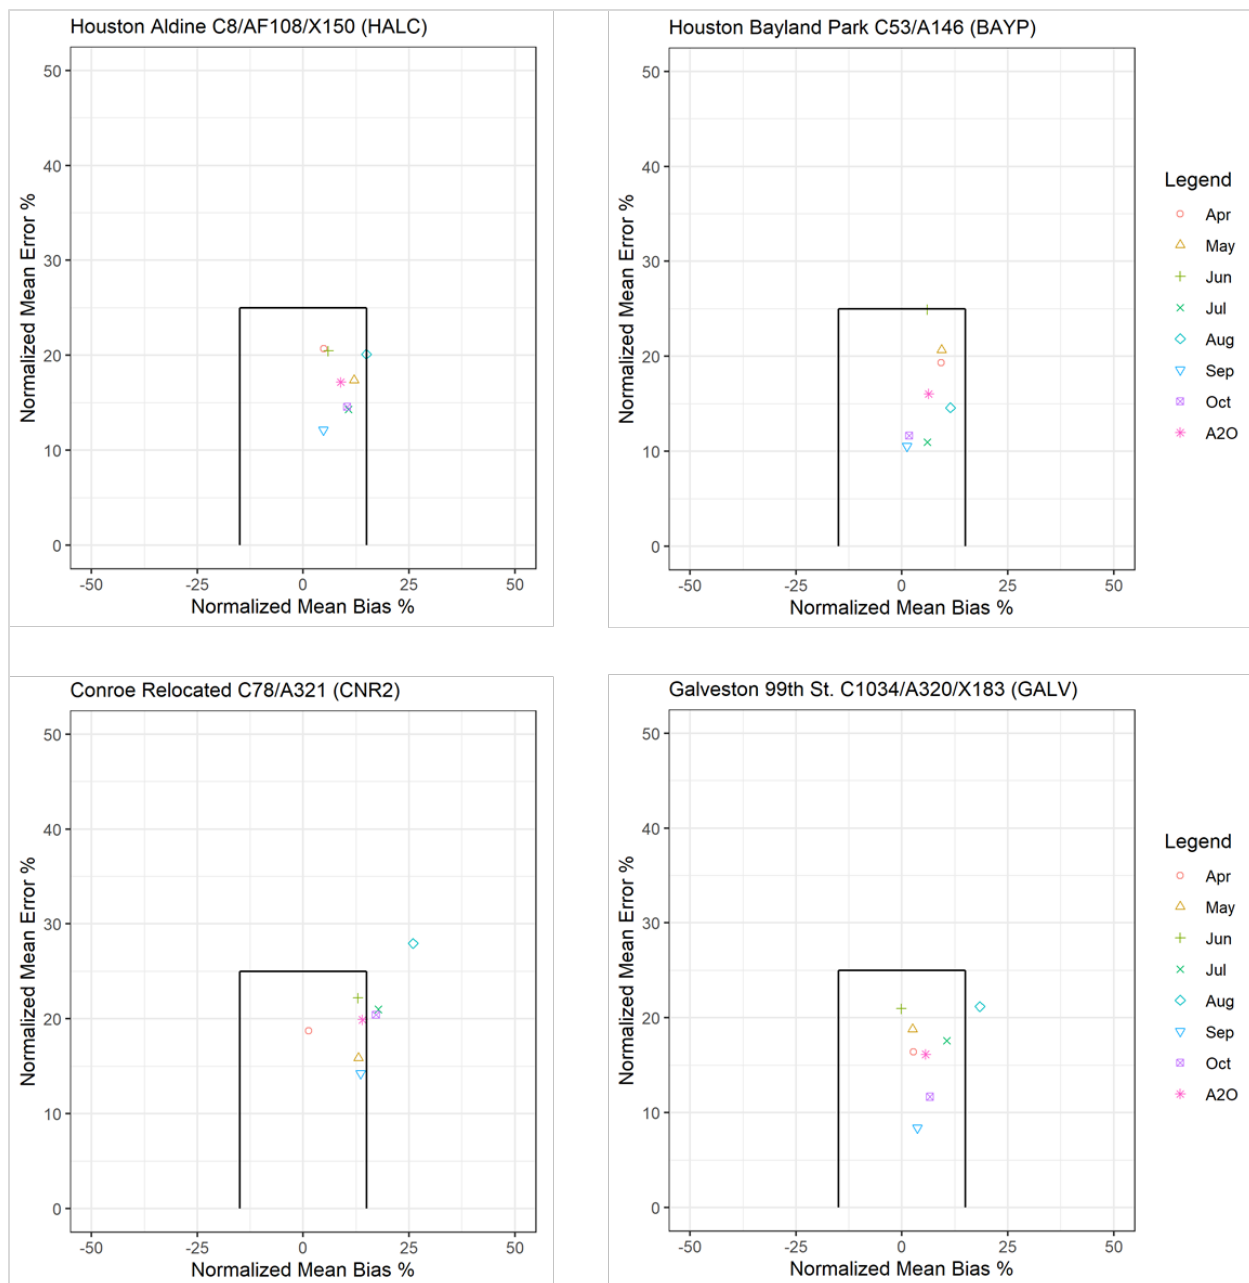 Houston Aldine C8/AF108/X150 (HALC)
Normalized Mean Error %
50
40
30
20
10
0
-50 -25 0 25 50
Normalized Mean Bias %
Houston Bayland Park C53/A146 (BAYP)
Normalized Mean Error %
50
40
30
20
10
0
-50 -25 0 25 50
Normalized Mean Bias %
Legend
Apr
May
Jun
Jul
Aug
Sep
Oct
A2O
Conroe Relocated C78/A321 (CNR2)
Normalized Mean Error %
50
40
30
20
10
0
-50 -25 0 25 50
Normalized Mean Bias %
Galveston 99th St. C1034/A320/X183 (GALV)
Normalized Mean Error %
50
40
30
20
10
0
-50 -25 0 25 50
Normalized Mean Bias %
Legend
Apr
May
Jun
Jul
Aug
Sep
Oct
A2O